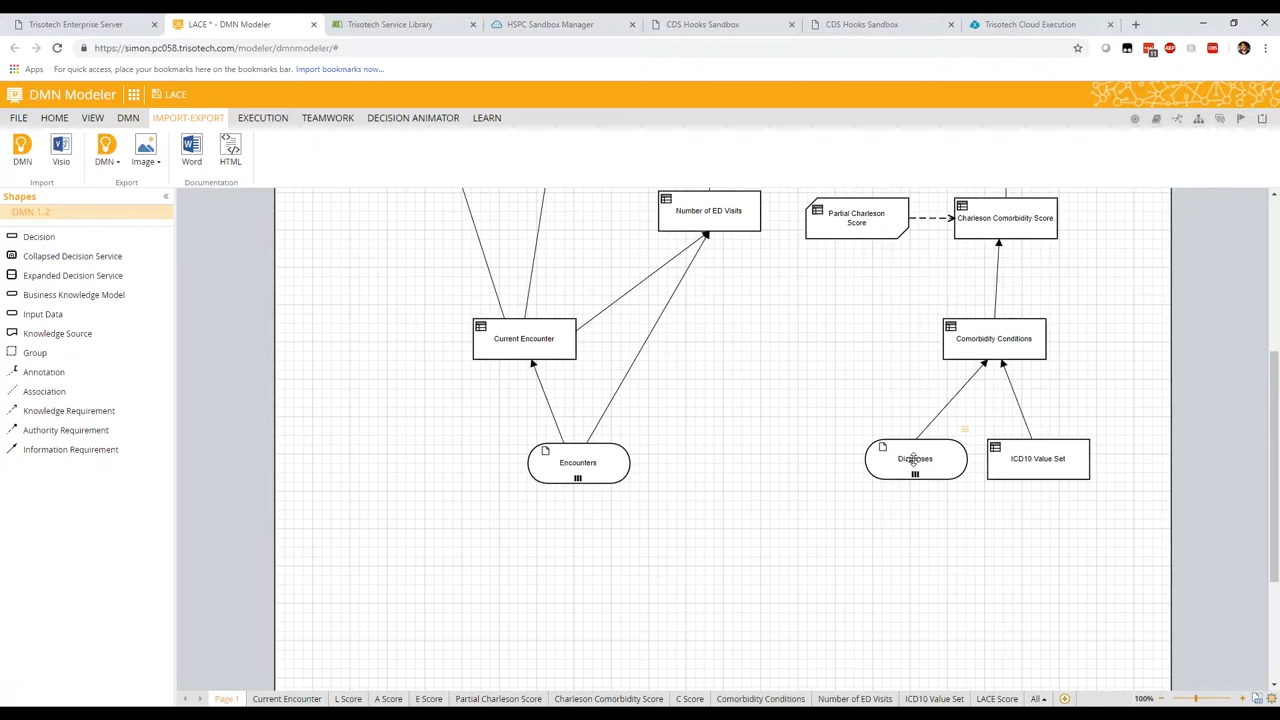 Trisotech Enterprise Server
LACE * - DMN Modeler
Trisotech Service Library
HSPC Sandbox Manager
CDS Hooks Sandbox
CDS Hooks Sandbox
Trisotech Cloud Execution
https://simon.pc058.trisotech.com/modeler/dmnmodeler/#
11
ABP
Apps
For quick access, place your bookmarks here on the bookmarks bar.
Import bookmarks now...
DMN Modeler
LACE
FILE
HOME
VIEW
DMN
IMPORT-EXPORT
EXECUTION
TEAMWORK
DECISION ANIMATOR
LEARN
DMN
Visio
DMN
Image
Word
HTML
Import
Export
Documentation
Shapes
DMN 1.2
Decision
Collapsed Decision Service
Expanded Decision Service
Business Knowledge Model
Input Data
Knowledge Source
Group
Annotation
Association
Knowledge Requirement
Authority Requirement
Information Requirement
Number of ED Visits
Partial Charleson
Score
Charleson Comorbidity Score
Current Encounter
Comorbidity Conditions
Encounters
Diagnoses
ICD10 Value Set
Page 1
Current Encounter
L Score
A Score
E Score
Partial Charleson Score
Charleson Comorbidity Score
C Score
Comorbidity Conditions
Number of ED Visits
ICD10 Value Set
LACE Score
All
100%